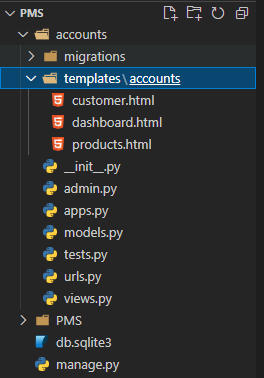 PMS
accounts
migrations
templates\accounts
customer.html
dashboard.html
products.html
__init__.py
admin.py
apps.py
models.py
tests.py
urls.py
views.py
PMS
db.sqlite3
manage.py